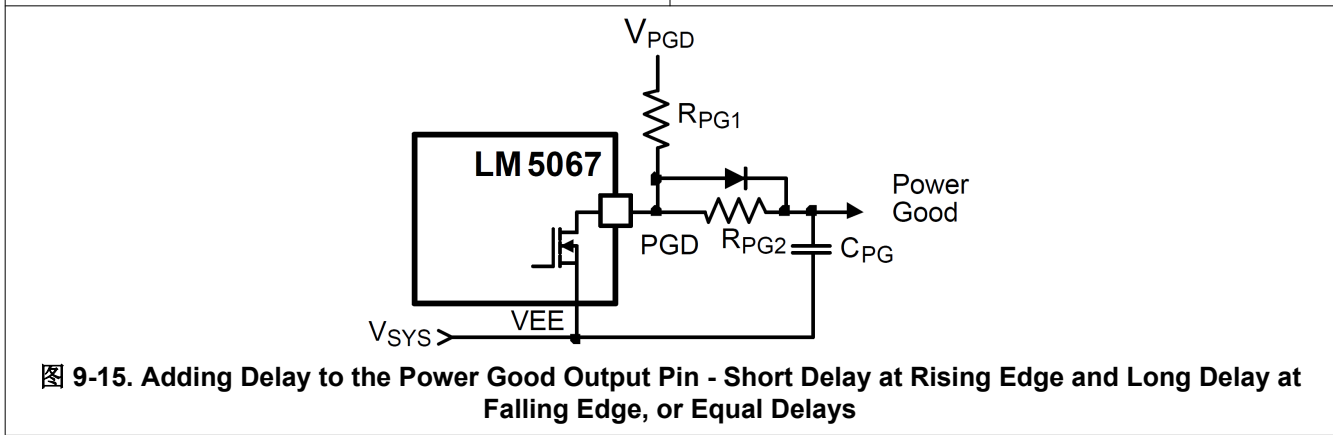 VPGD
RPG1
LM5067
Power
Good
PGD
RPG2
CPG
VEE
VSYS
图 9-15. Adding Delay to the Power Good Output Pin - Short Delay at Rising Edge and Long Delay at
Falling Edge, or Equal Delays